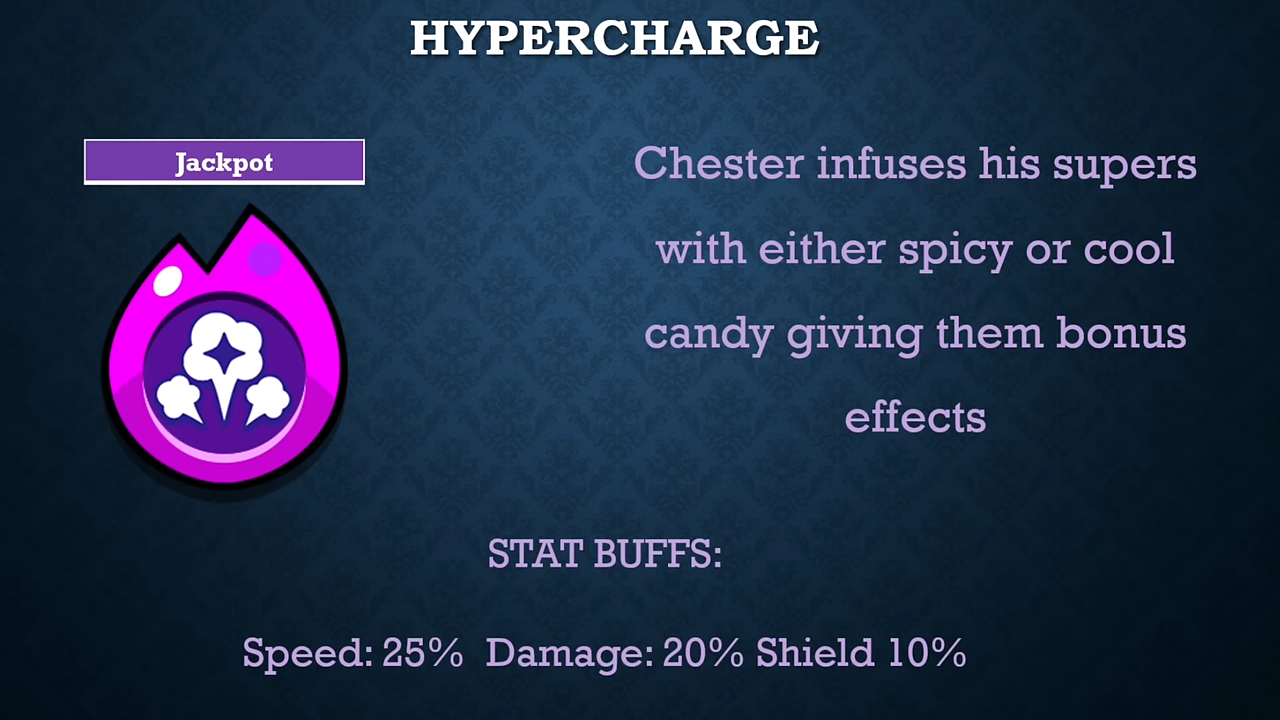 HYPERCHARGE
Jackpot
Chester infuses his supers
with either spicy or cool
candy giving them bonus
effects
STAT BUFFS:
Speed: 25%  Damage: 20% Shield 10%